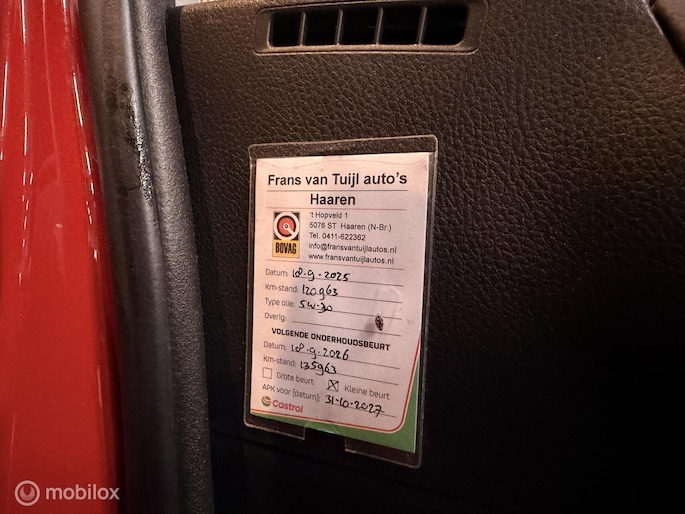 Frans van Tuijl auto's
Haaren
't Hopveld 1
5076 ST Haaren (N-Br.)
Tel. 0411-622362
info@fransvantuijlautos.nl
www.fransvantuijlautos.nl
BOVAG
Datum: 18-9-2025
Km-stand: 120963
Type olie: 5W-30
Overig:
VOLGENDE ONDERHOUDSBEURT
Datum: 18-9-2026
Km-stand: 135963
Grote beurt Kleine beurt
APK voor (datum): 31-10-2027
Castrol
mobilox